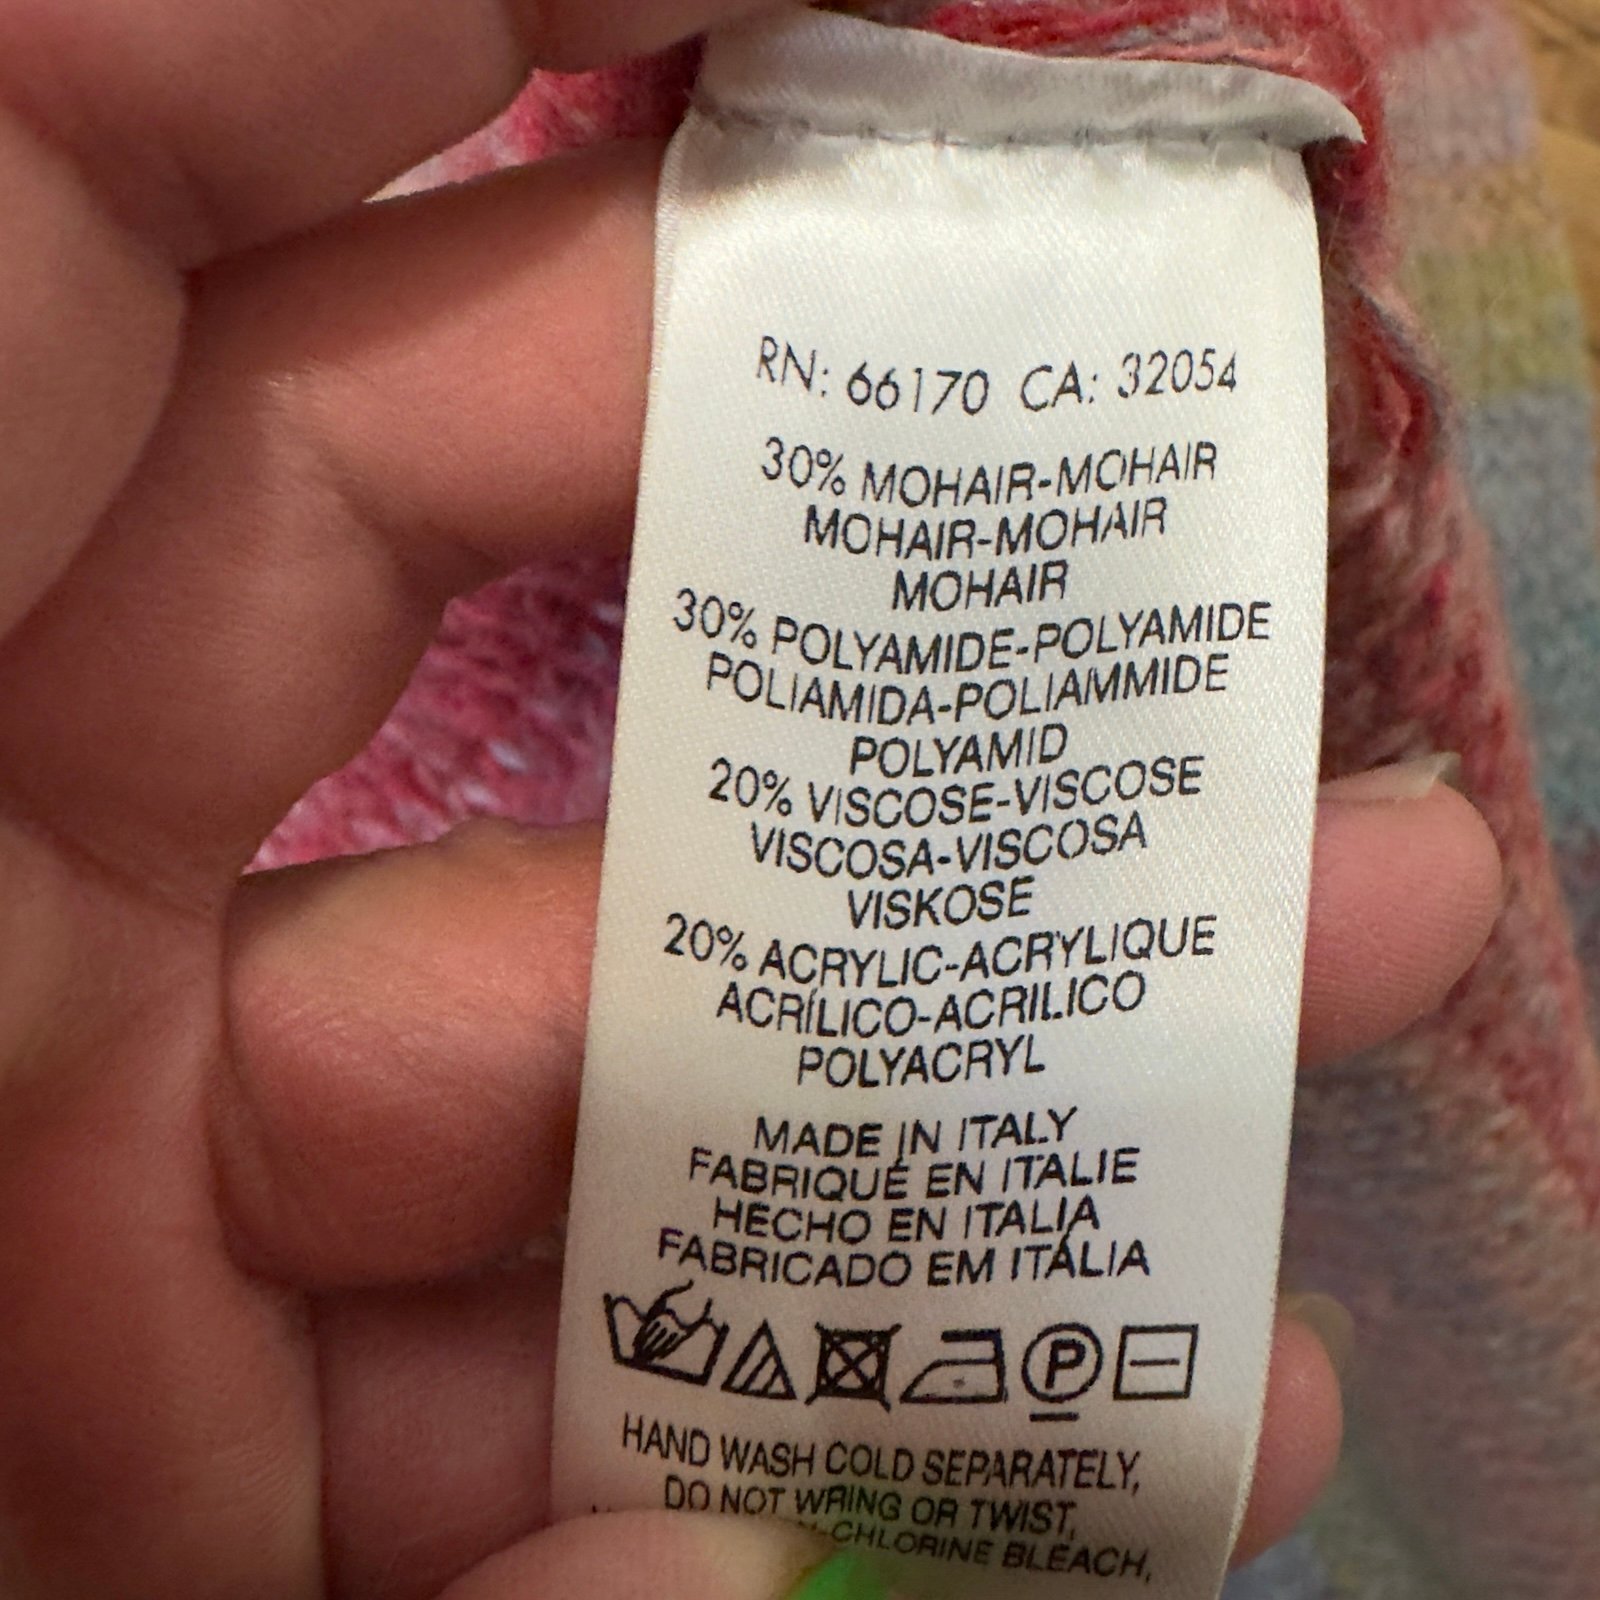 RN: 66170 CA: 32054
30% MOHAIR-MOHAIR
MOHAIR-MOHAIR
MOHAIR
30% POLYAMIDE-POLYAMIDE
POLIAMIDA-POLIAMMIDE
POLYAMID
20% VISCOSE-VISCOSE
VISCOSA-VISCOSA
VISKOSE
20% ACRYLIC-ACRYLIQUE
ACRÍLICO-ACRILICO
POLYACRYL
MADE IN ITALY
FABRIQUÉ EN ITALIE
HECHO EN ITALIA
FABRICADO EM ITÁLIA
P
HAND WASH COLD SEPARATELY,
DO NOT WRING OR TWIST,
-CHLORINE BLEACH,